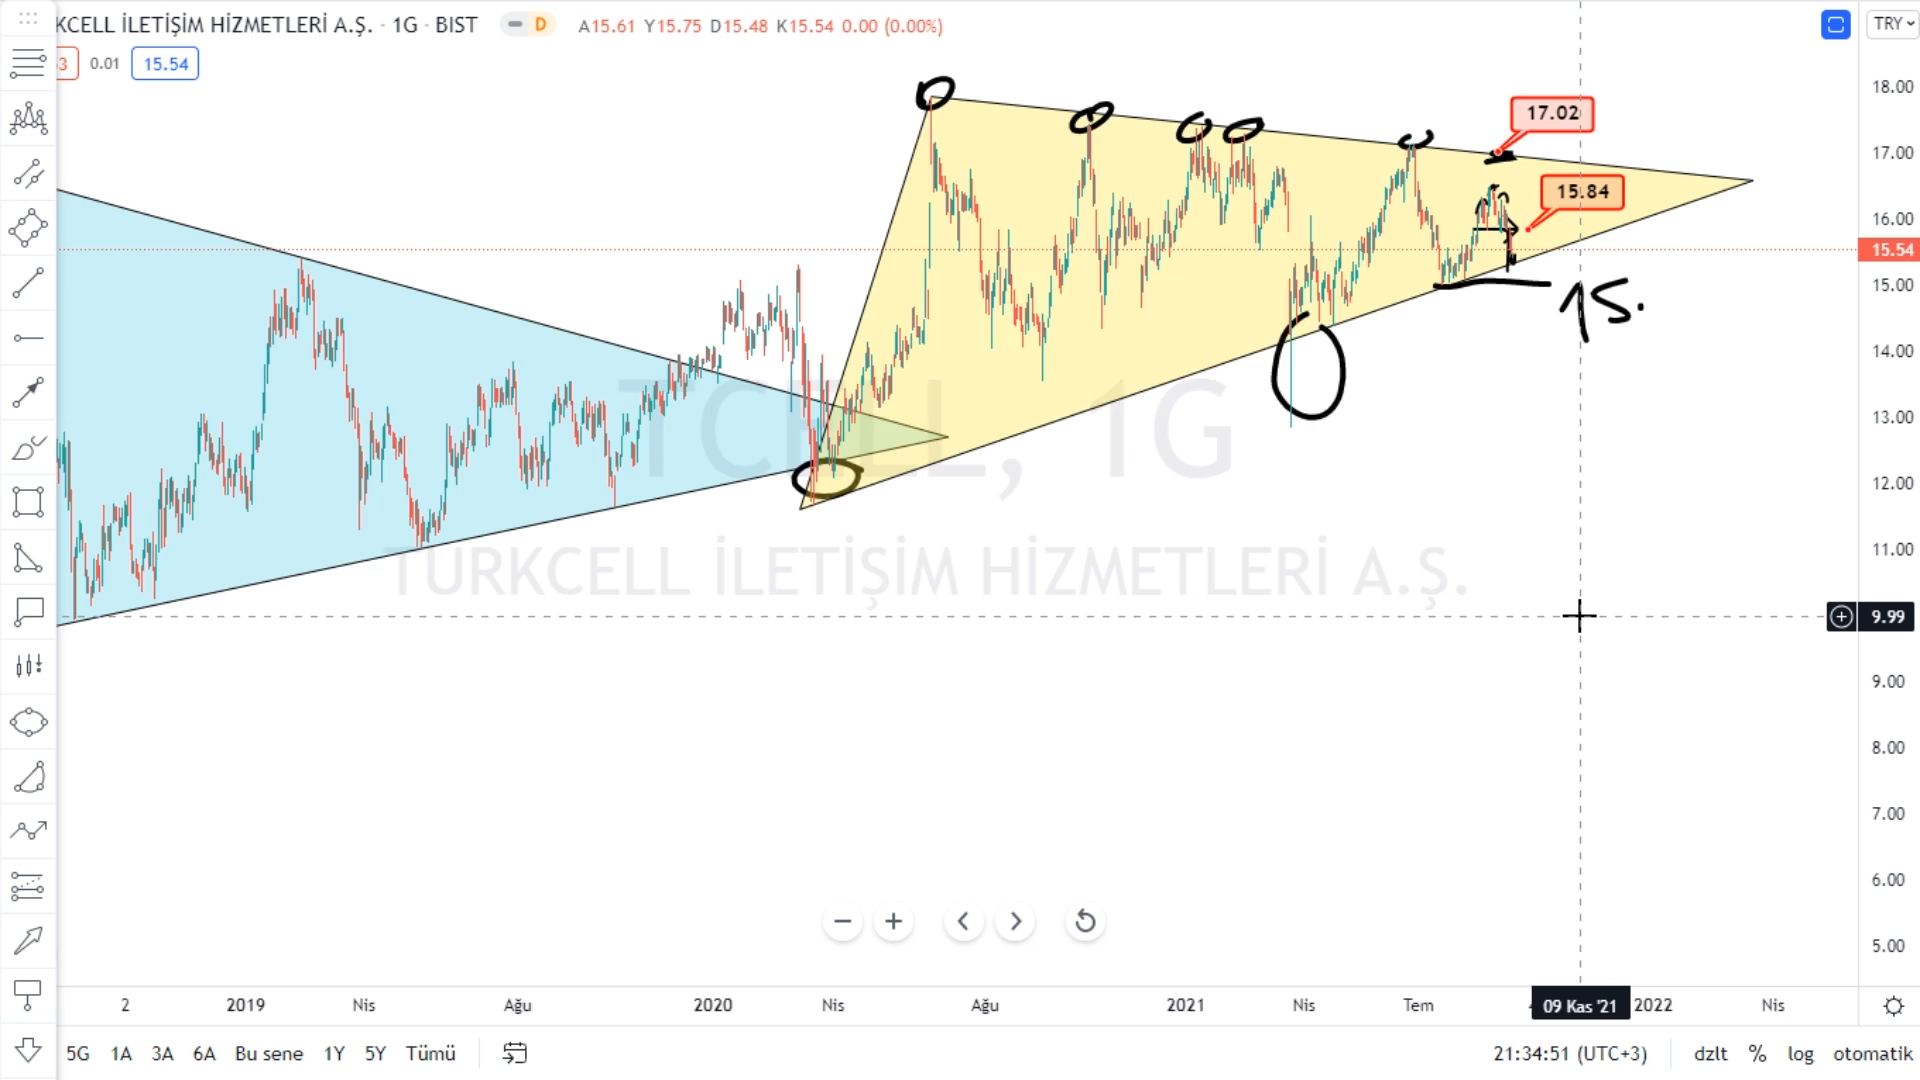 KCELL İLETİŞİM HİZMETLERİ A.Ş. · 1G · BIST D A15.61 Y15.75 D15.48 K15.54 0.00 (0.00%)
TRY
3 0.01 15.54
18.00
17.02
17.00
15.84
16.00
15.54
15.00
15.
14.00
13.00
TCELL, 1G
12.00
11.00
TURKCELL İLETİŞİM HİZMETLERİ A.Ş.
9.99
9.00
8.00
7.00
6.00
5.00
2 2019 Nis Ağu 2020 Nis Ağu 2021 Nis Tem 09 Kas '21 2022 Nis
5G 1A 3A 6A Bu sene 1Y 5Y Tümü 21:34:51 (UTC+3) dzlt % log otomatik